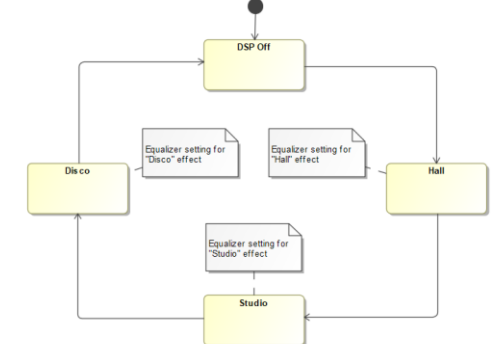 DSP Off
Equalizer setting for
"Disco" effect
Equalizer setting for
"Hall" effect
Disco
Hall
Equalizer setting for
"Studio" effect
Studio